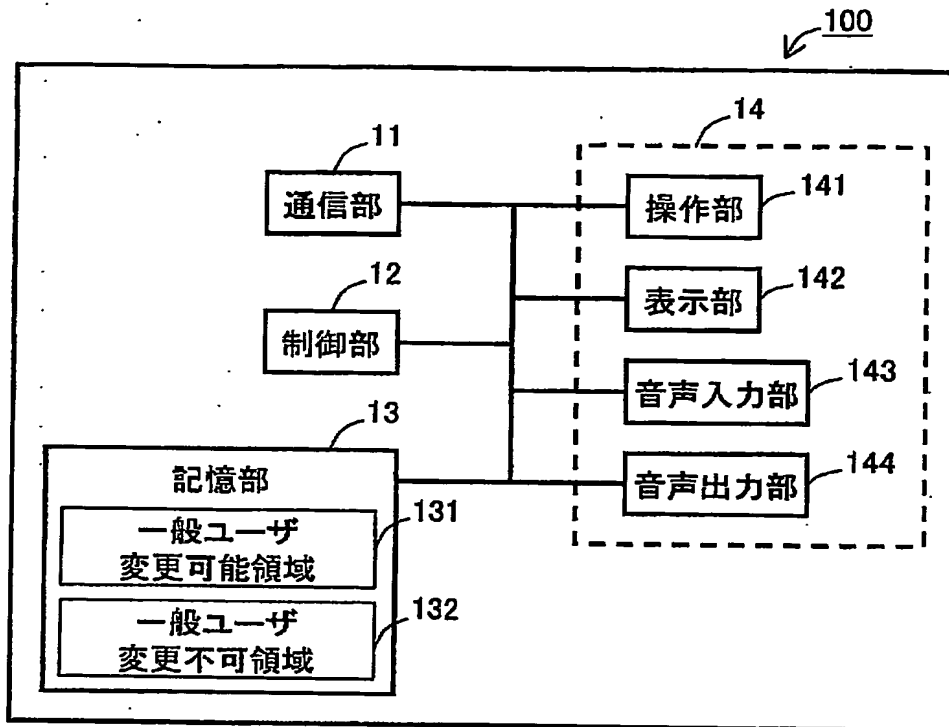 100
11
通信部
12
制御部
13
記憶部
131
一般ユーザ
変更可能領域
132
一般ユーザ
変更不可領域
14
141
操作部
142
表示部
143
音声入力部
144
音声出力部